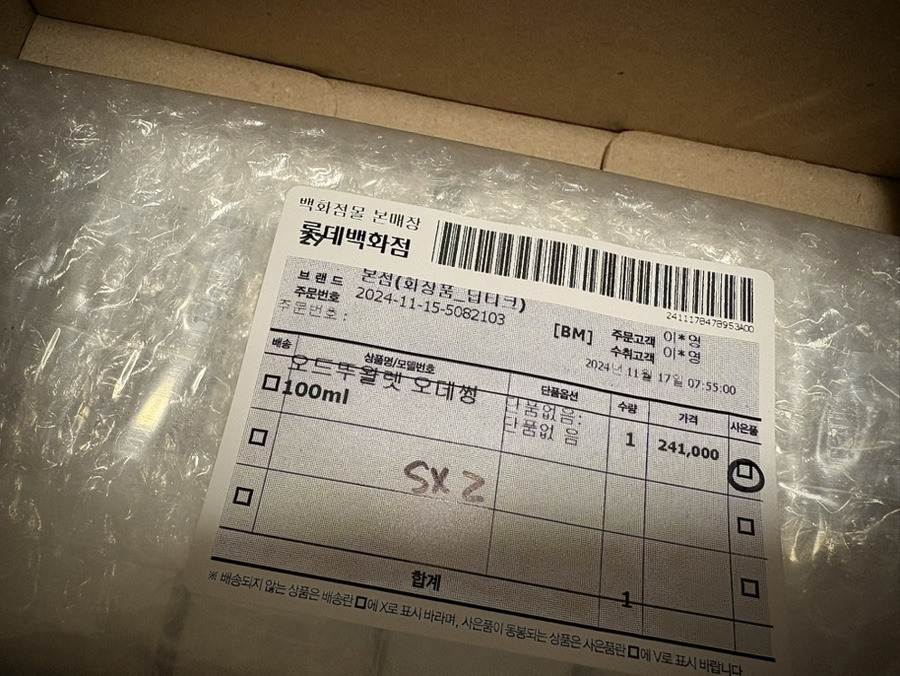 백화점몰 본매장
롯데백화점
2411178478953A00
브랜드 본점(화장품_딥티크)
주문번호 2024-11-15-5082103
주문번호 :
[BM]
주문고객 이*영
수취고객 이*영
2024년 11월 17일 07:55:00
배송 상품명/모델번호 단품옵션 수량 가격 사은품
오드뚜왈렛 오데썽
100ml
단품없음:
단품없 음
1
241,000
2 XS
합계 1
※ 배송되지 않는 상품은 배송란 □에 X로 표시 바라며, 사은품이 동봉되는 상품은 사은품란 □에 V로 표시 바랍니다